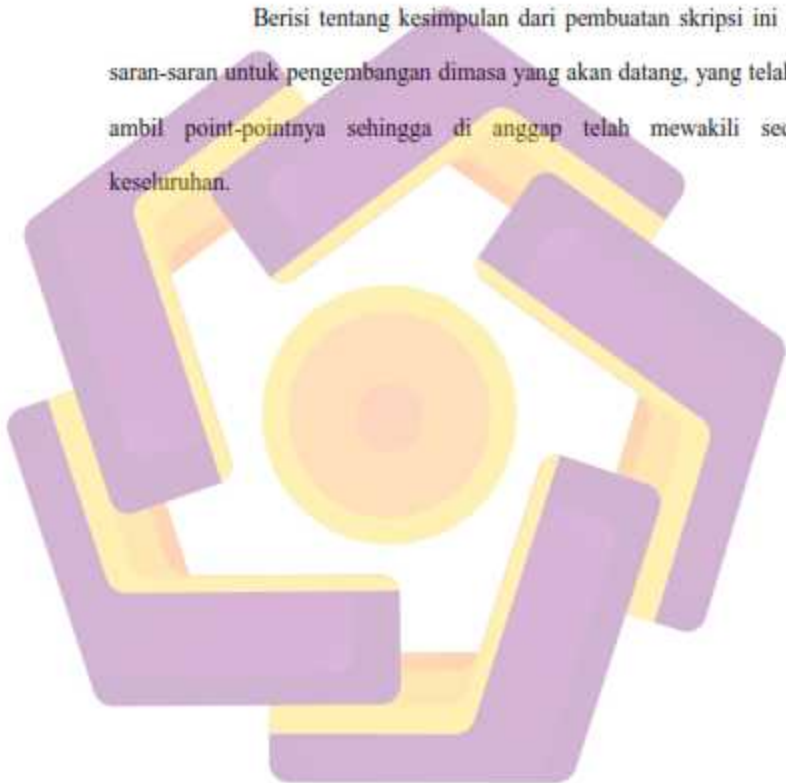 Berisi tentang kesimpulan dari pembuatan skripsi ini
saran-saran untuk pengembangan dimasa yang akan datang, yang
ambil point-pointnya sehingga di anggap telah mewakili
keseluruhan.